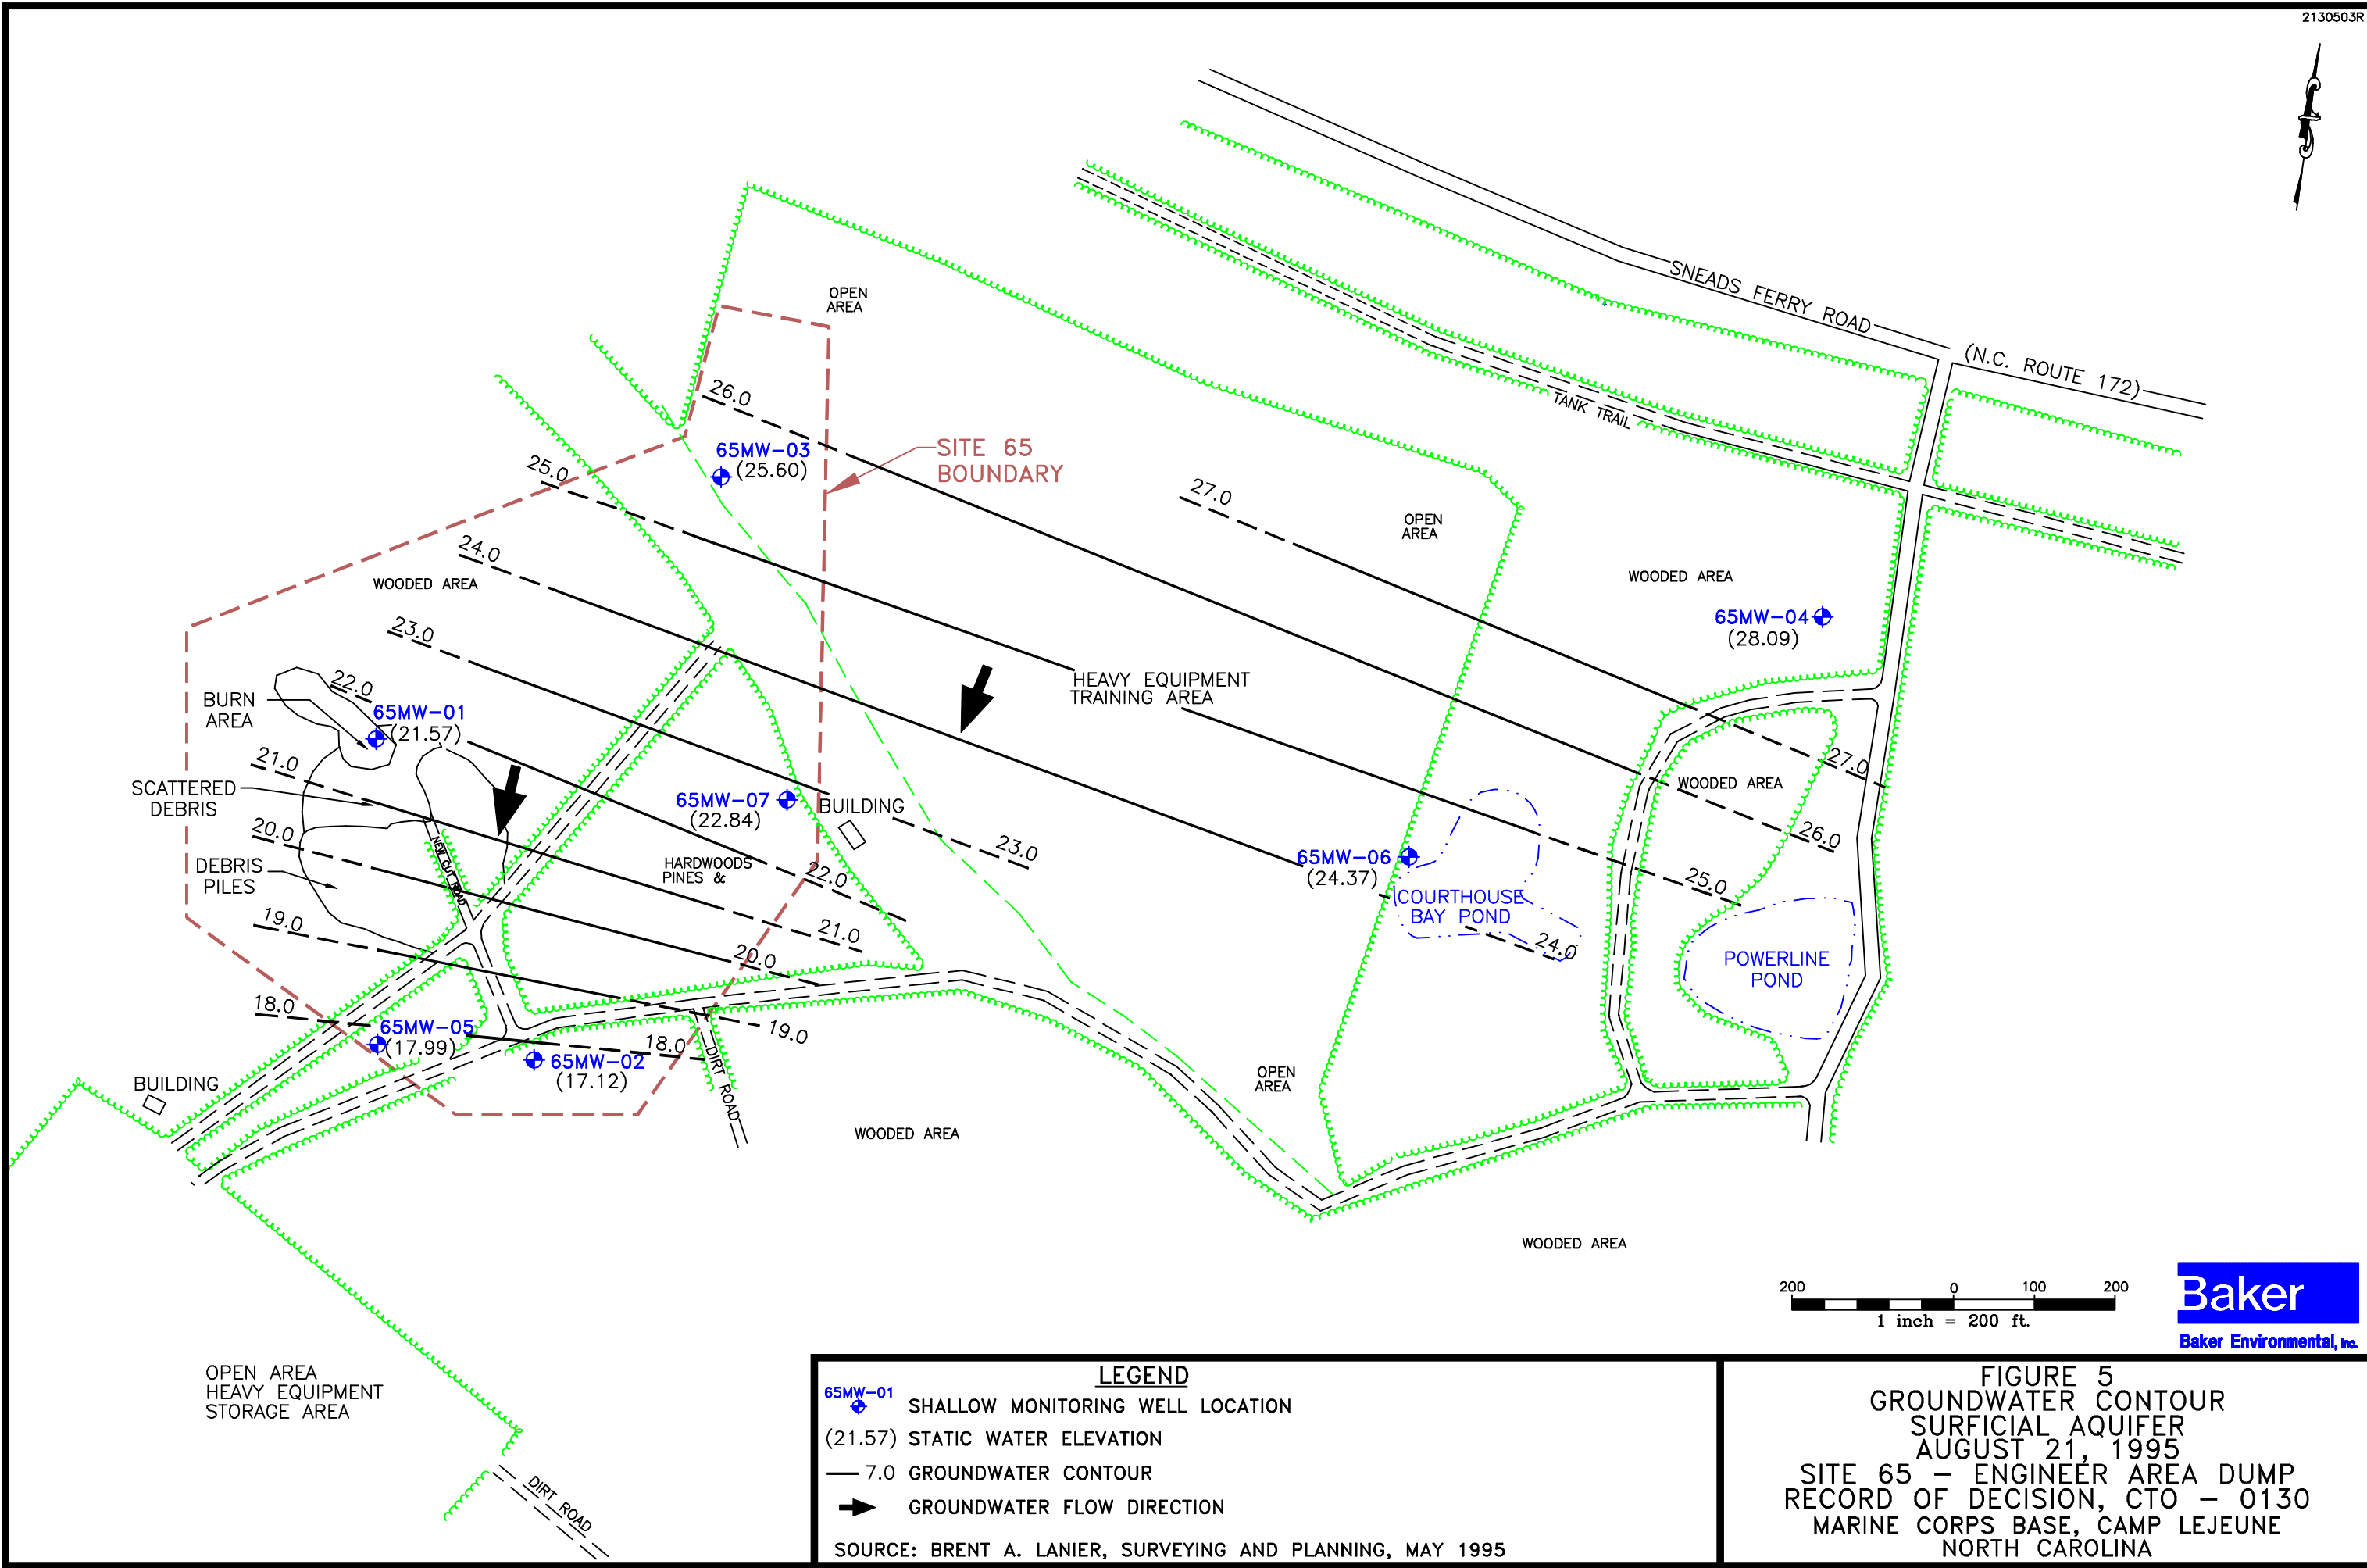 2130503R
SNEADS FERRY ROAD
(N.C. ROUTE 172)
TANK TRAIL
OPEN
AREA
26.0
65MW-03
(25.60)
SITE 65
BOUNDARY
25.0
27.0
OPEN
AREA
24.0
WOODED AREA
WOODED AREA
65MW-04
(28.09)
23.0
22.0
BURN
AREA
65MW-01
(21.57)
HEAVY EQUIPMENT
TRAINING AREA
21.0
SCATTERED
DEBRIS
65MW-07
(22.84)
BUILDING
27.0
WOODED AREA
20.0
NEW CUT ROAD
23.0
26.0
DEBRIS
PILES
HARDWOODS
PINES &
22.0
65MW-06
(24.37)
25.0
COURTHOUSE
BAY POND
19.0
21.0
20.0
24.0
POWERLINE
POND
18.0
65MW-05
(17.99)
19.0
18.0
65MW-02
(17.12)
DIRT ROAD
BUILDING
OPEN
AREA
WOODED AREA
WOODED AREA
200 0 100 200
1 inch = 200 ft.
Baker
Baker Environmental, Inc.
OPEN AREA
HEAVY EQUIPMENT
STORAGE AREA
DIRT ROAD
LEGEND
65MW-01
SHALLOW MONITORING WELL LOCATION
(21.57) STATIC WATER ELEVATION
7.0 GROUNDWATER CONTOUR
GROUNDWATER FLOW DIRECTION
SOURCE: BRENT A. LANIER, SURVEYING AND PLANNING, MAY 1995
FIGURE 5
GROUNDWATER CONTOUR
SURFICIAL AQUIFER
AUGUST 21, 1995
SITE 65 - ENGINEER AREA DUMP
RECORD OF DECISION, CTO - 0130
MARINE CORPS BASE, CAMP LEJEUNE
NORTH CAROLINA